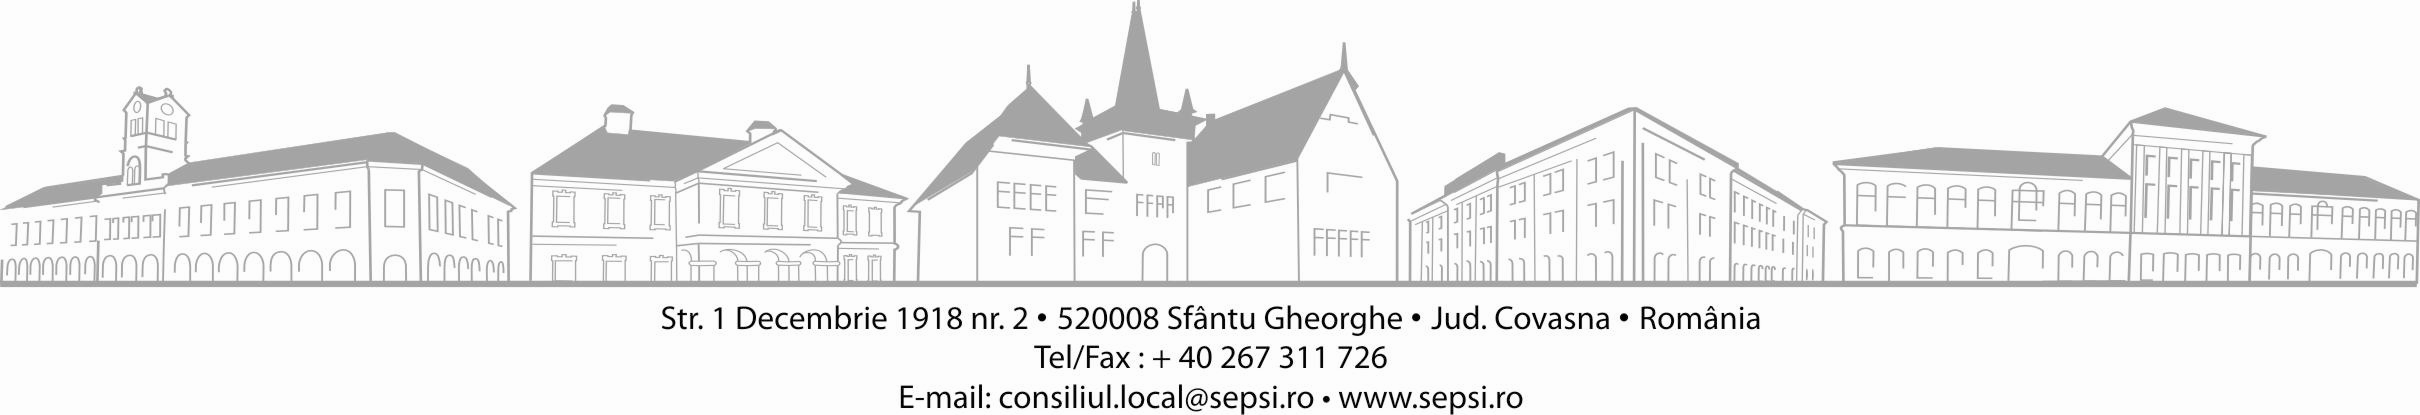 Str. 1 Decembrie 1918 nr. 2 • 520008 Sfântu Gheorghe • Jud. Covasna • România
Tel/Fax : + 40 267 311 726
E-mail: consiliul.local@sepsi.ro • www.sepsi.ro